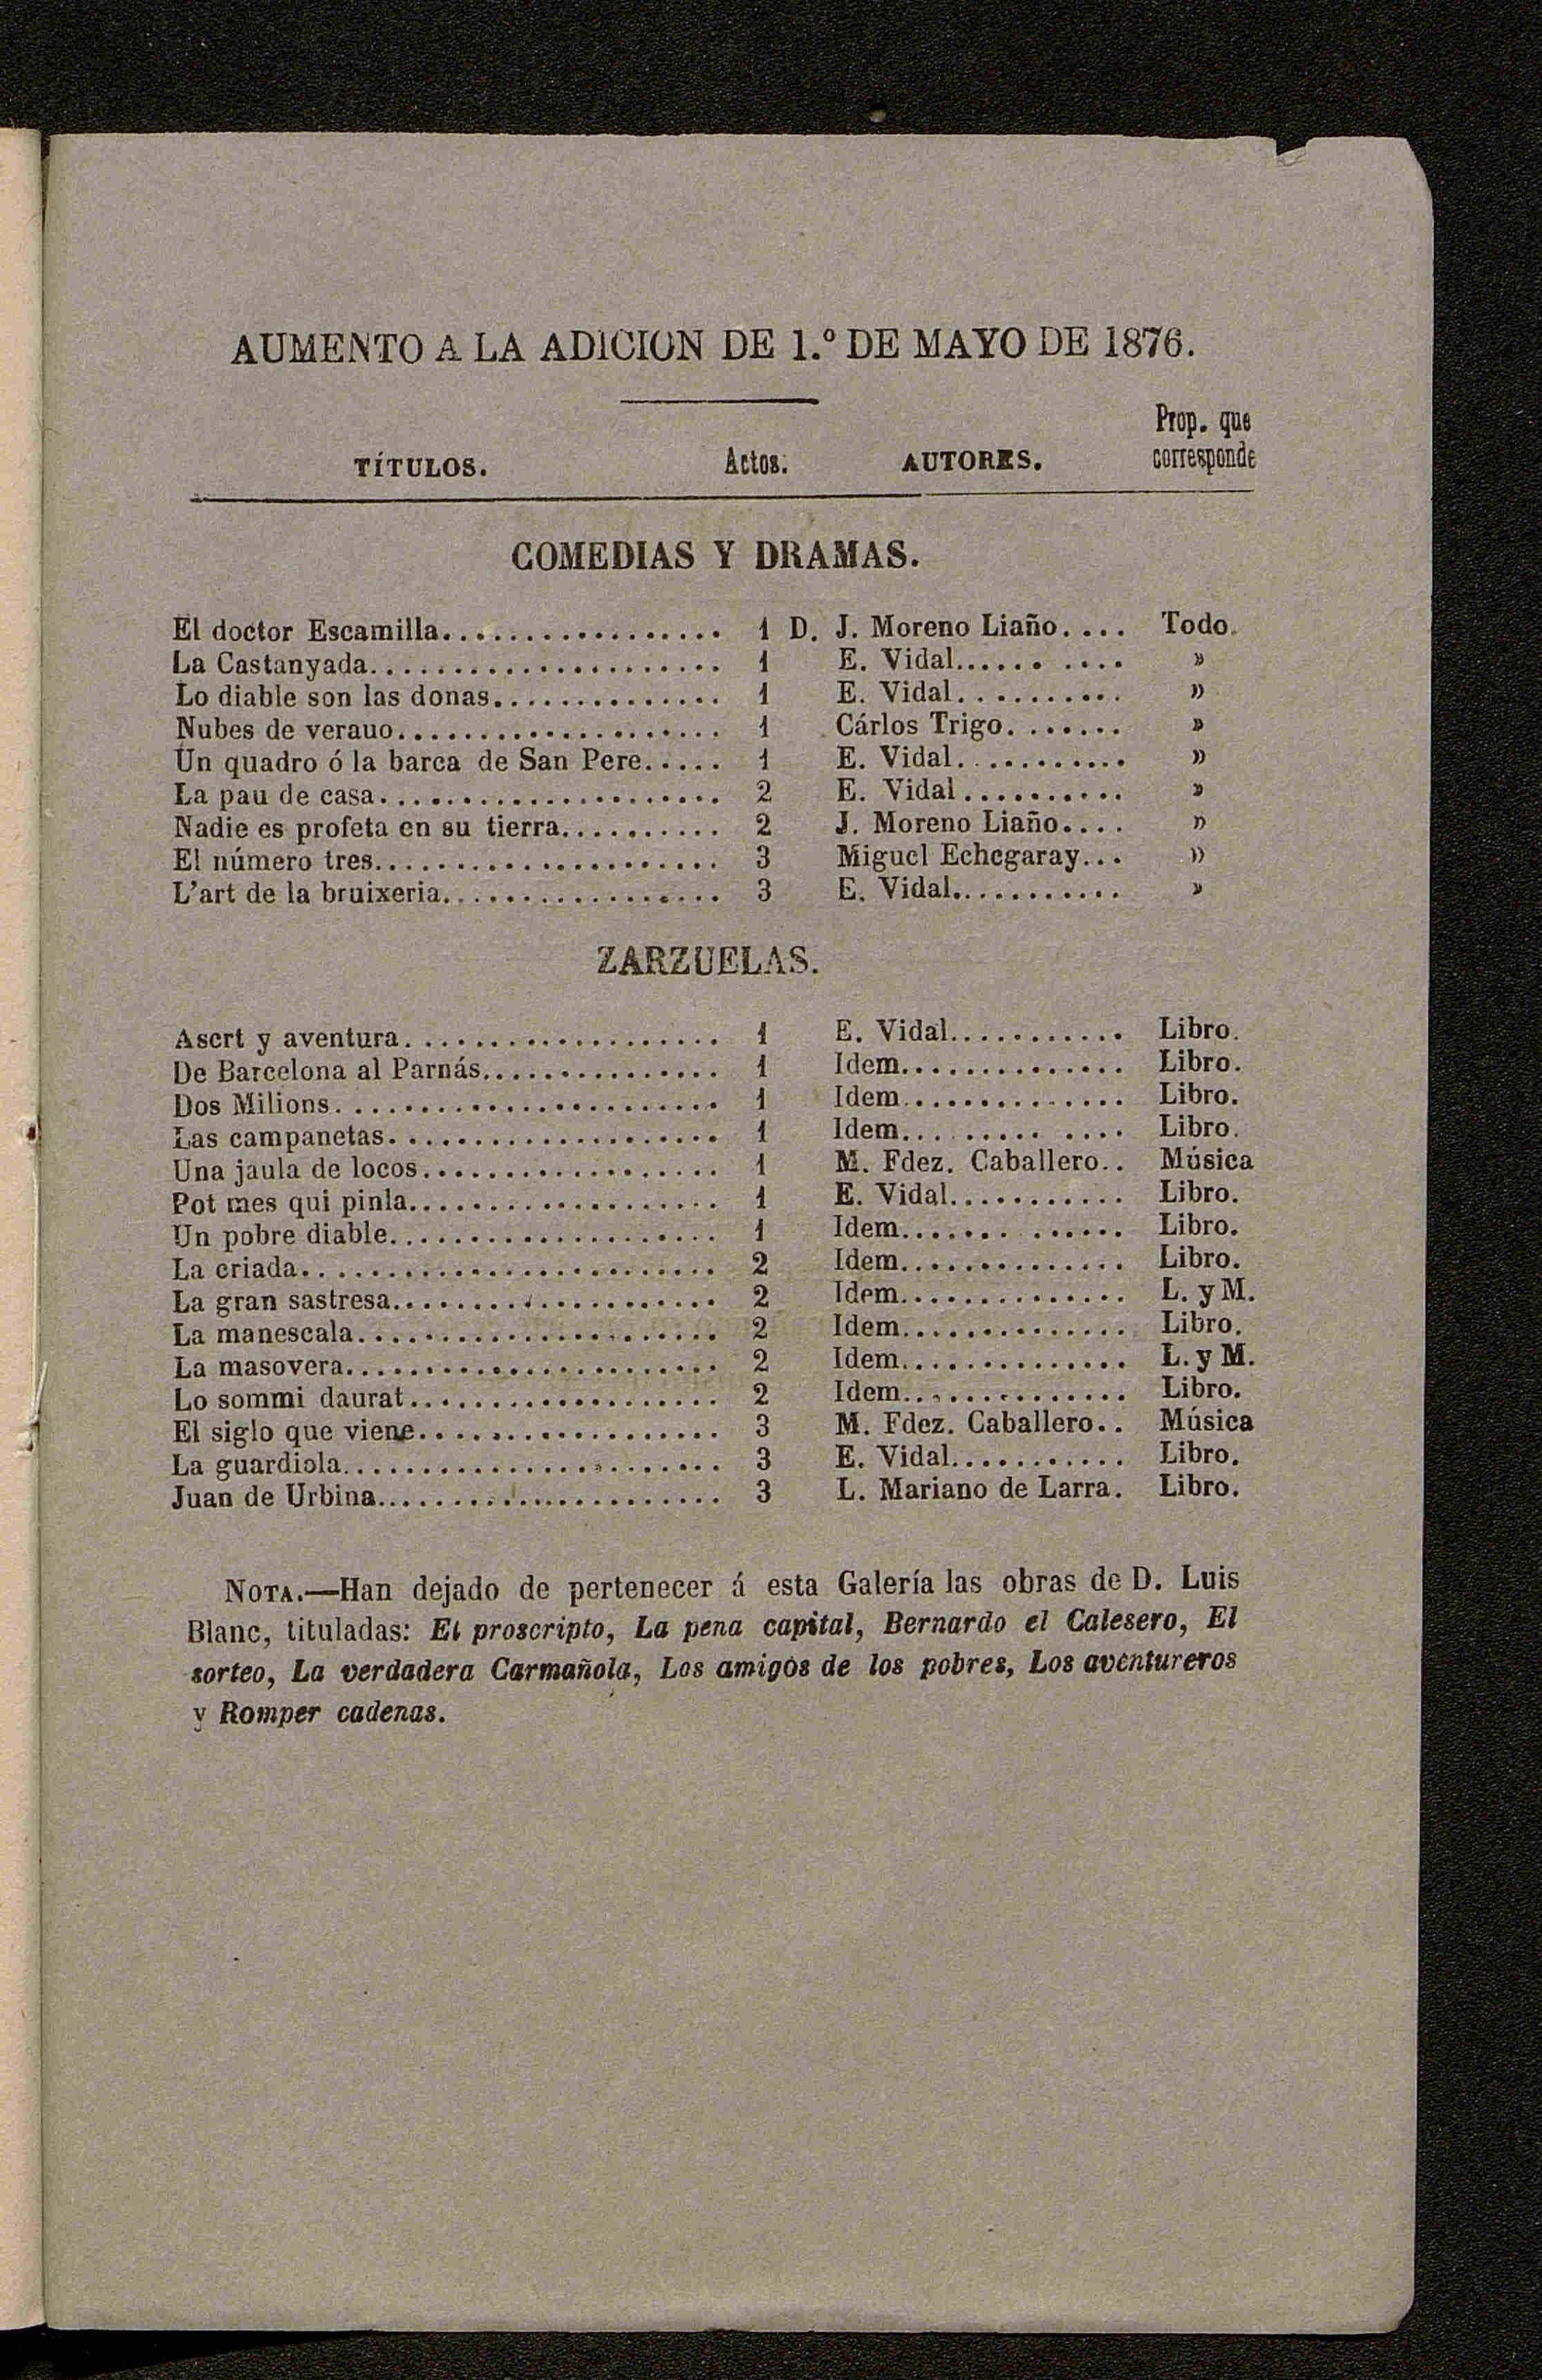 AUMENTO A LA ADICION DE 1.º DE MAYO DE 1876.
TÍTULOS. Actos. AUTORES. Prop. que corresponde
COMEDIAS Y DRAMAS.
El doctor Escamilla................. 1 D. J. Moreno Liaño.... Todo.
La Castanyada...................... 1 E. Vidal...... .... »
Lo diable son las donas.............. 1 E. Vidal.......... »
Nubes de verauo.................... 1 Cárlos Trigo....... »
Un quadro ó la barca de San Pere..... 1 E. Vidal........... »
La pau de casa..................... 2 E. Vidal.......... »
Nadie es profeta en su tierra.......... 2 J. Moreno Liaño.... »
El número tres...................... 3 Miguel Echegaray... »
L'art de la bruixeria................. 3 E. Vidal........... »
ZARZUELAS.
Asert y aventura.................... 1 E. Vidal........... Libro.
De Barcelona al Parnás............... 1 Idem.............. Libro.
Dos Milions........................ 1 Idem.............. Libro.
Las campanetas..................... 1 Idem......... .... Libro.
Una jaula de locos................... 1 M. Fdez. Caballero.. Música
Pot mes qui pinla................... 1 E. Vidal........... Libro.
Un pobre diable..................... 1 Idem....... ...... Libro.
La criada.......................... 2 Idem.............. Libro.
La gran sastresa.................... 2 Idem.............. L. y M.
La manescala....................... 2 Idem.............. Libro.
La masovera........................ 2 Idem.............. L. y M.
Lo sommi daurat.................... 2 Idem.............. Libro.
El siglo que viene................... 3 M. Fdez. Caballero.. Música
La guardiola........................ 3 E. Vidal........... Libro.
Juan de Urbina...................... 3 L. Mariano de Larra. Libro.
NOTA.—Han dejado de pertenecer á esta Galería las obras de D. Luis
Blanc, tituladas: El proscripto, La pena capital, Bernardo el Calesero, El
sorteo, La verdadera Carmañola, Los amigos de los pobres, Los aventureros
y Romper cadenas.